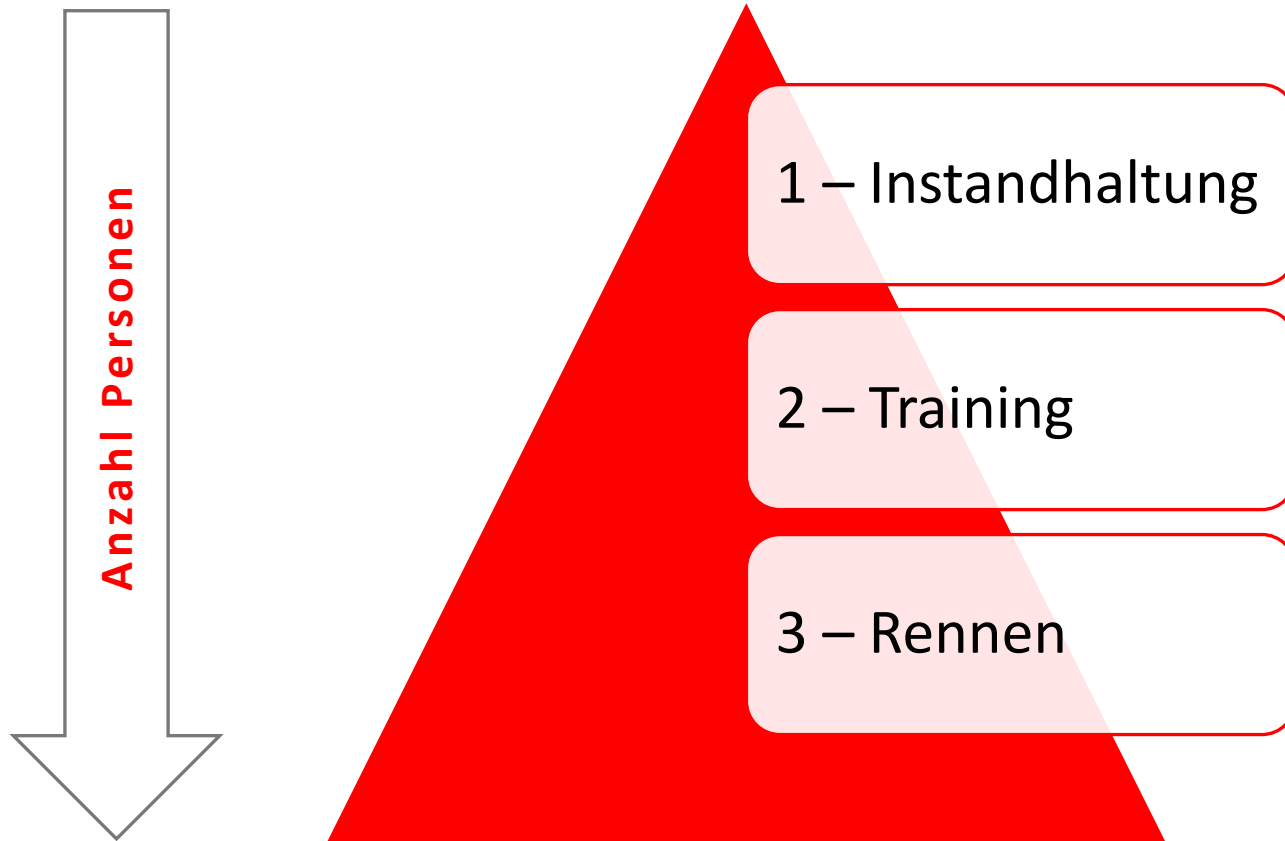 Anzahl Personen
1 – Instandhaltung
2 – Training
3 – Rennen